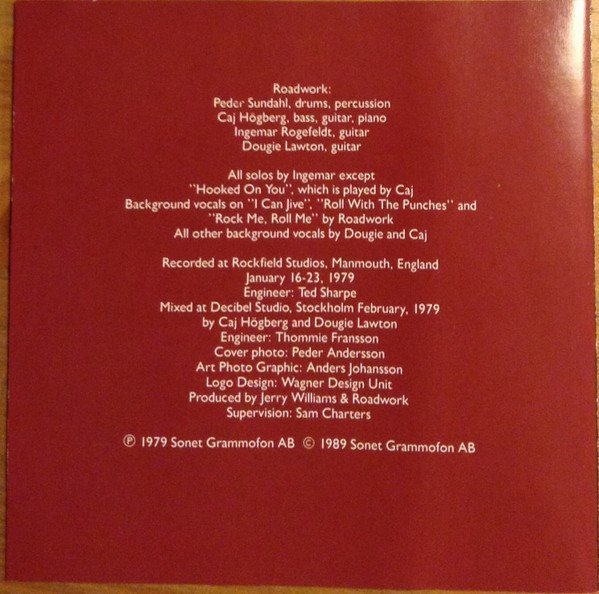 Roadwork:
Peder Sundahl, drums, percussion
Caj Högberg, bass, guitar, piano
Ingemar Rogefeldt, guitar
Dougie Lawton, guitar
All solos by Ingemar except
"Hooked On You", which is played by Caj
Background vocals on "I Can Jive", "Roll With The Punches" and
"Rock Me, Roll Me" by Roadwork
All other background vocals by Dougie and Caj
Recorded at Rockfield Studios, Manmouth, England
January 16-23, 1979
Engineer: Ted Sharpe
Mixed at Decibel Studio, Stockholm February, 1979
by Caj Högberg and Dougie Lawton
Engineer: Thommie Fransson
Cover photo: Peder Andersson
Art Photo Graphic: Anders Johansson
Logo Design: Wagner Design Unit
Produced by Jerry Williams & Roadwork
Supervision: Sam Charters
℗ 1979 Sonet Grammofon AB © 1989 Sonet Grammofon AB